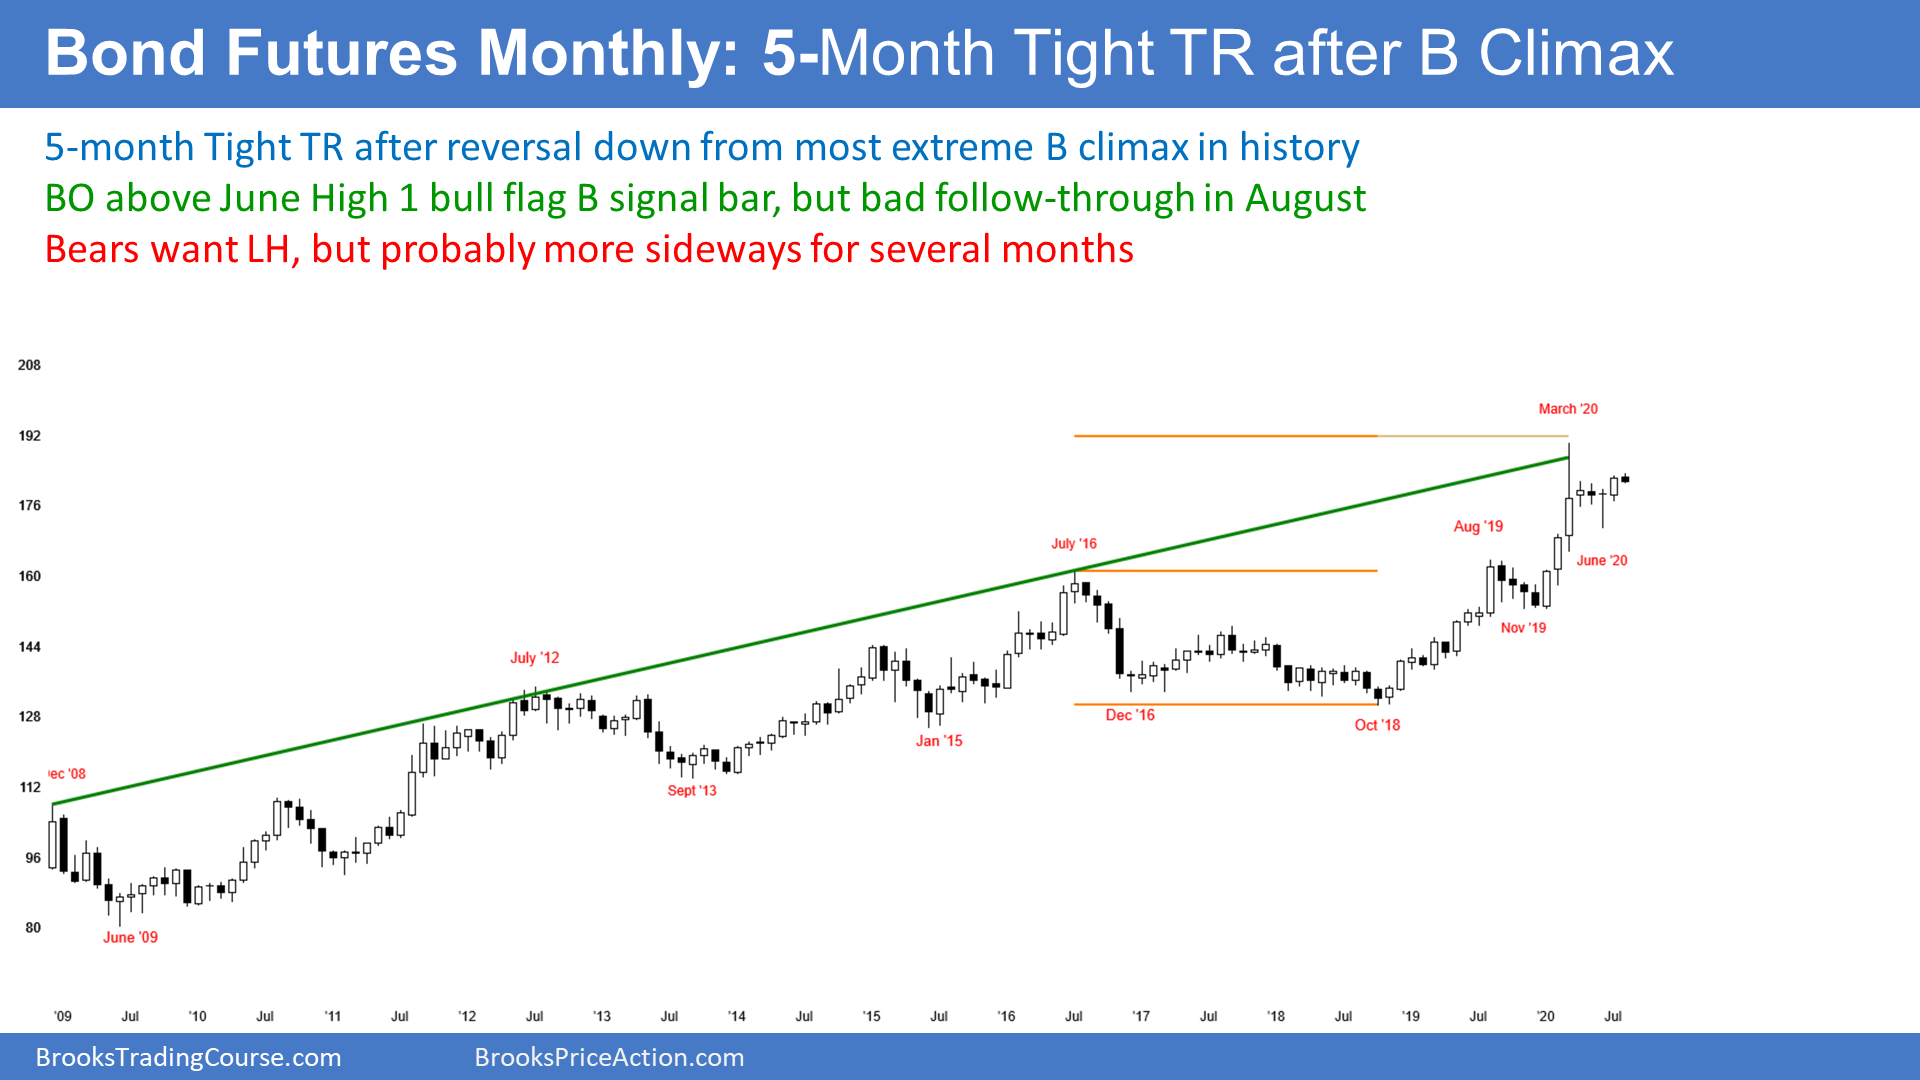 Bond Futures Monthly: 5-Month Tight TR after B Climax
5-month Tight TR after reversal down from most extreme B climax in history
BO above June High 1 bull flag B signal bar, but bad follow-through in August
Bears want LH, but probably more sideways for several months
208
March '20
192
176
Aug '19
July '16
June '20
160
Nov '19
144
July '12
128
Dec '16
Oct '18
Jan '15
ec '08
112
Sept '13
96
80
June '09
'09 Jul '10 Jul '11 Jul '12 Jul '13 Jul '14 Jul '15 Jul '16 Jul '17 Jul '18 Jul '19 Jul '20 Jul
BrooksTradingCourse.com BrooksPriceAction.com